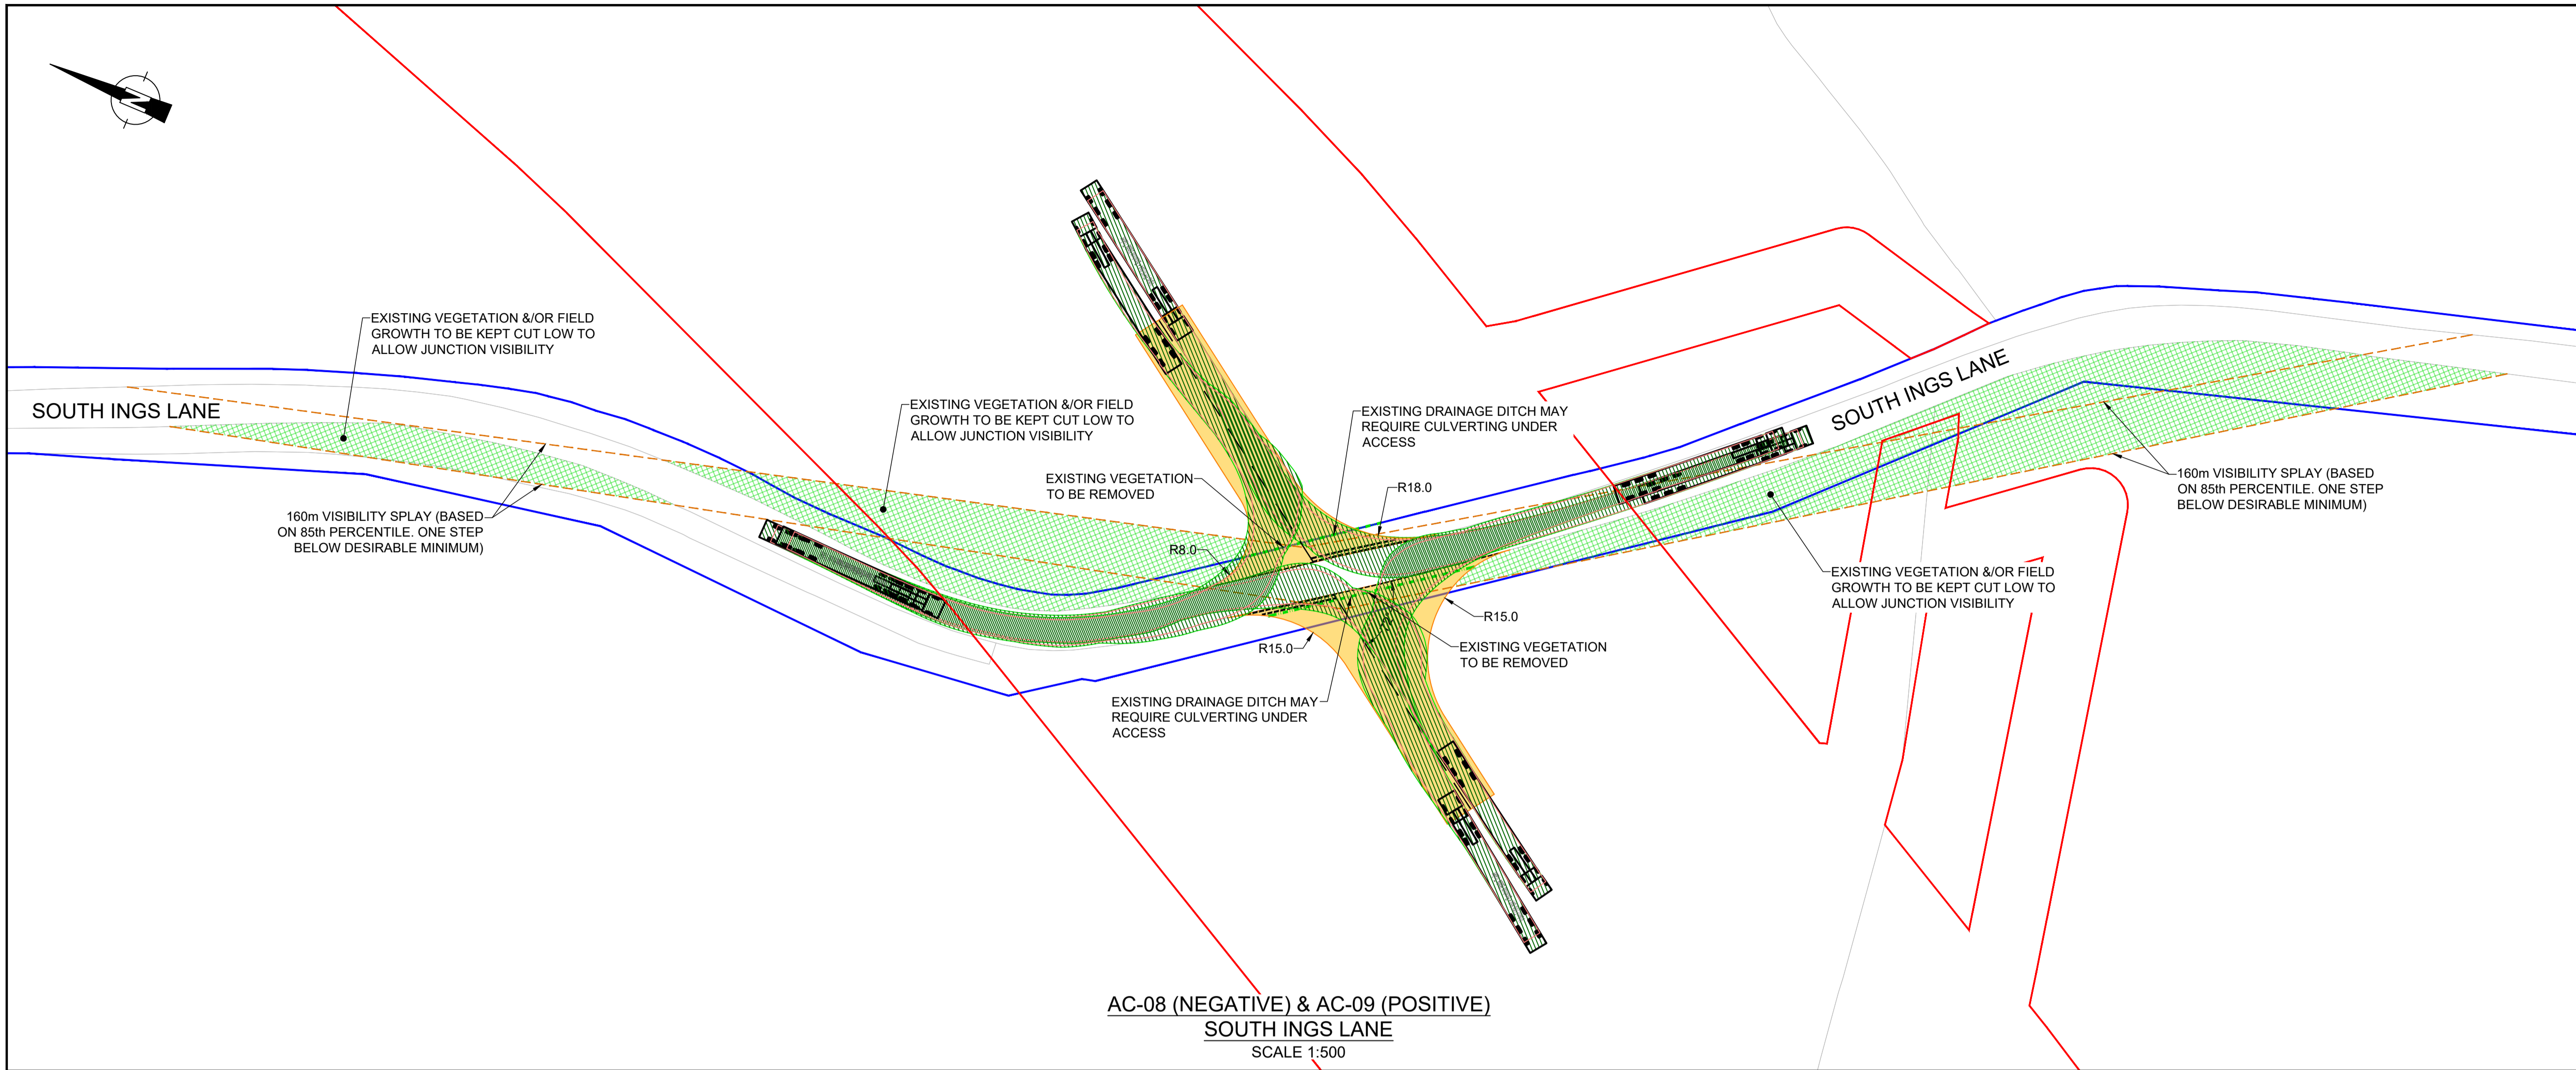 N
EXISTING VEGETATION &/OR FIELD
GROWTH TO BE KEPT CUT LOW TO
ALLOW JUNCTION VISIBILITY
SOUTH INGS LANE
160m VISIBILITY SPLAY (BASED
ON 85th PERCENTILE. ONE STEP
BELOW DESIRABLE MINIMUM)
EXISTING VEGETATION &/OR FIELD
GROWTH TO BE KEPT CUT LOW TO
ALLOW JUNCTION VISIBILITY
EXISTING VEGETATION
TO BE REMOVED
R8.0
EXISTING DRAINAGE DITCH MAY
REQUIRE CULVERTING UNDER
ACCESS
R18.0
R15.0
R15.0
EXISTING VEGETATION
TO BE REMOVED
EXISTING DRAINAGE DITCH MAY
REQUIRE CULVERTING UNDER
ACCESS
SOUTH INGS LANE
160m VISIBILITY SPLAY (BASED
ON 85th PERCENTILE. ONE STEP
BELOW DESIRABLE MINIMUM)
EXISTING VEGETATION &/OR FIELD
GROWTH TO BE KEPT CUT LOW TO
ALLOW JUNCTION VISIBILITY
AC-08 (NEGATIVE) & AC-09 (POSITIVE)
SOUTH INGS LANE
SCALE 1:500